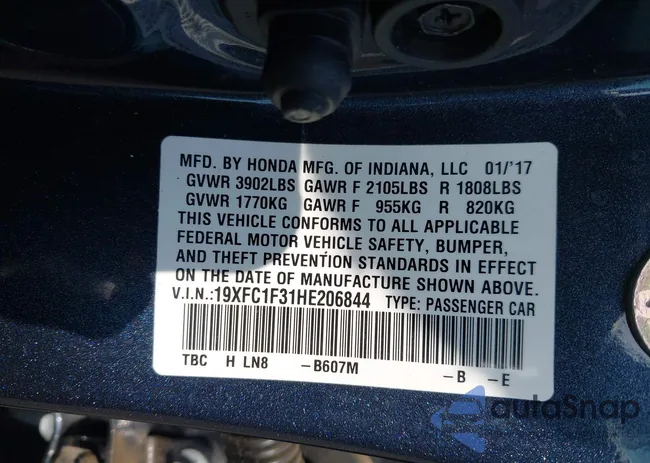 MFD. BY HONDA MFG. OF INDIANA, LLC 01/'17
GVWR 3902LBS GAWR F 2105LBS R 1808LBS
GVWR 1770KG GAWR F 955KG R 820KG
THIS VEHICLE CONFORMS TO ALL APPLICABLE
FEDERAL MOTOR VEHICLE SAFETY, BUMPER,
AND THEFT PREVENTION STANDARDS IN EFFECT
ON THE DATE OF MANUFACTURE SHOWN ABOVE.
V.I.N.:19XFC1F31HE206844 TYPE: PASSENGER CAR
TBC H LN8 -B607M -B -E
autoSnap